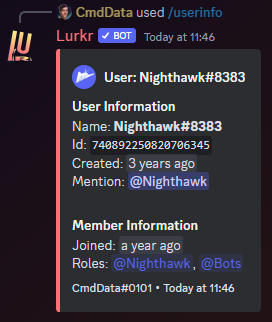 CmdData used /userinfo
LU
Lurkr ✓ BOT Today at 11:46
User: Nighthawk#8383
User Information
Name: Nighthawk#8383
Id: 740892250820706345
Created: 3 years ago
Mention: @Nighthawk
Member Information
Joined: a year ago
Roles: @Nighthawk, @Bots
CmdData#0101 • Today at 11:46